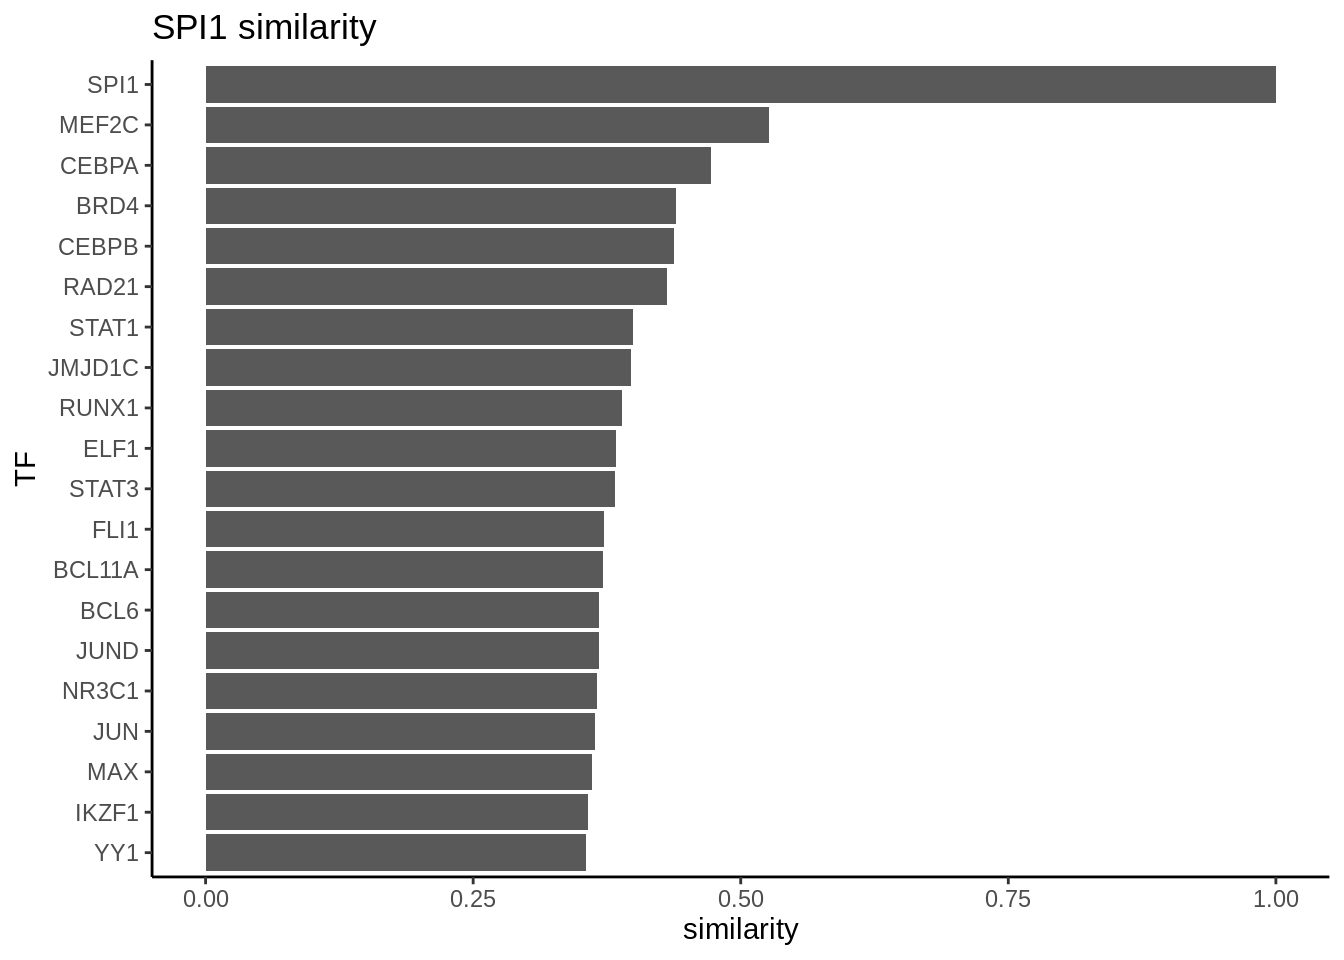 SPI1 similarity
SPI1
MEF2C
CEBPA
BRD4
CEBPB
RAD21
STAT1
JMJD1C
RUNX1
ELF1
STAT3
FLI1
BCL11A
BCL6
JUND
NR3C1
JUN
MAX
IKZF1
YY1
TF
0.00 0.25 0.50 0.75 1.00
similarity